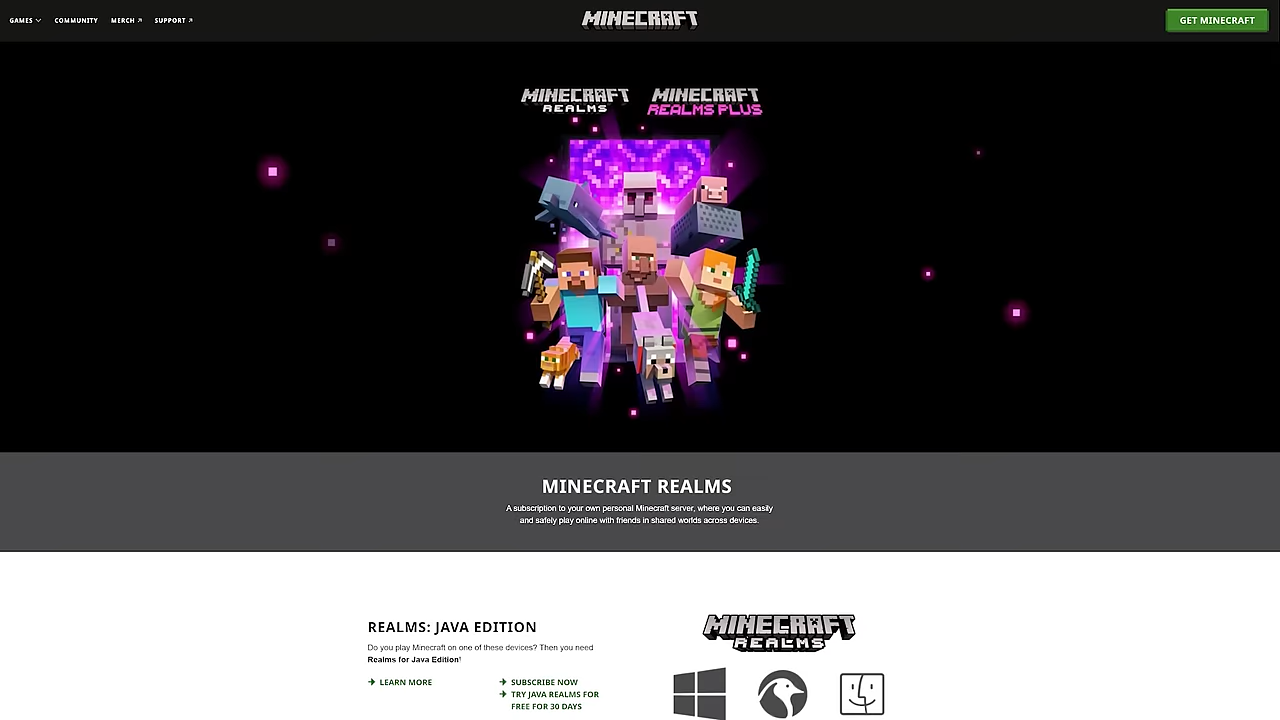 GAMES
COMMUNITY
MERCH
SUPPORT
MINECRAFT
GET MINECRAFT
MINECRAFT
REALMS
MINECRAFT
REALMS PLUS
MINECRAFT REALMS
A subscription to your own personal Minecraft server, where you can easily
and safely play online with friends in shared worlds across devices.
REALMS: JAVA EDITION
Do you play Minecraft on one of these devices? Then you need
Realms for Java Edition!
LEARN MORE
SUBSCRIBE NOW
TRY JAVA REALMS FOR
FREE FOR 30 DAYS
MINECRAFT
REALMS